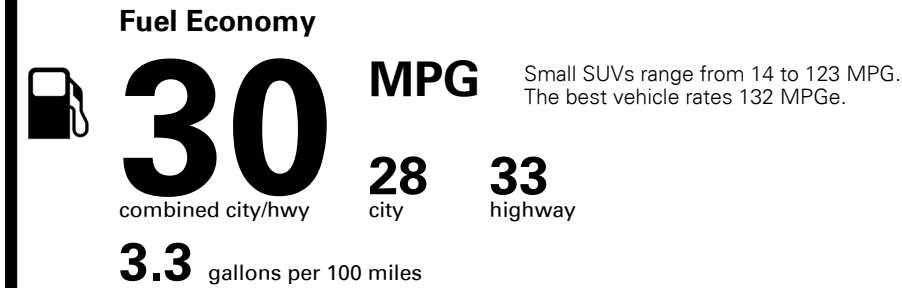 Fuel Economy
30 MPG
Small SUVs range from 14 to 123 MPG.
The best vehicle rates 132 MPGe.
combined city/hwy
28
city
33
highway
3.3 gallons per 100 miles